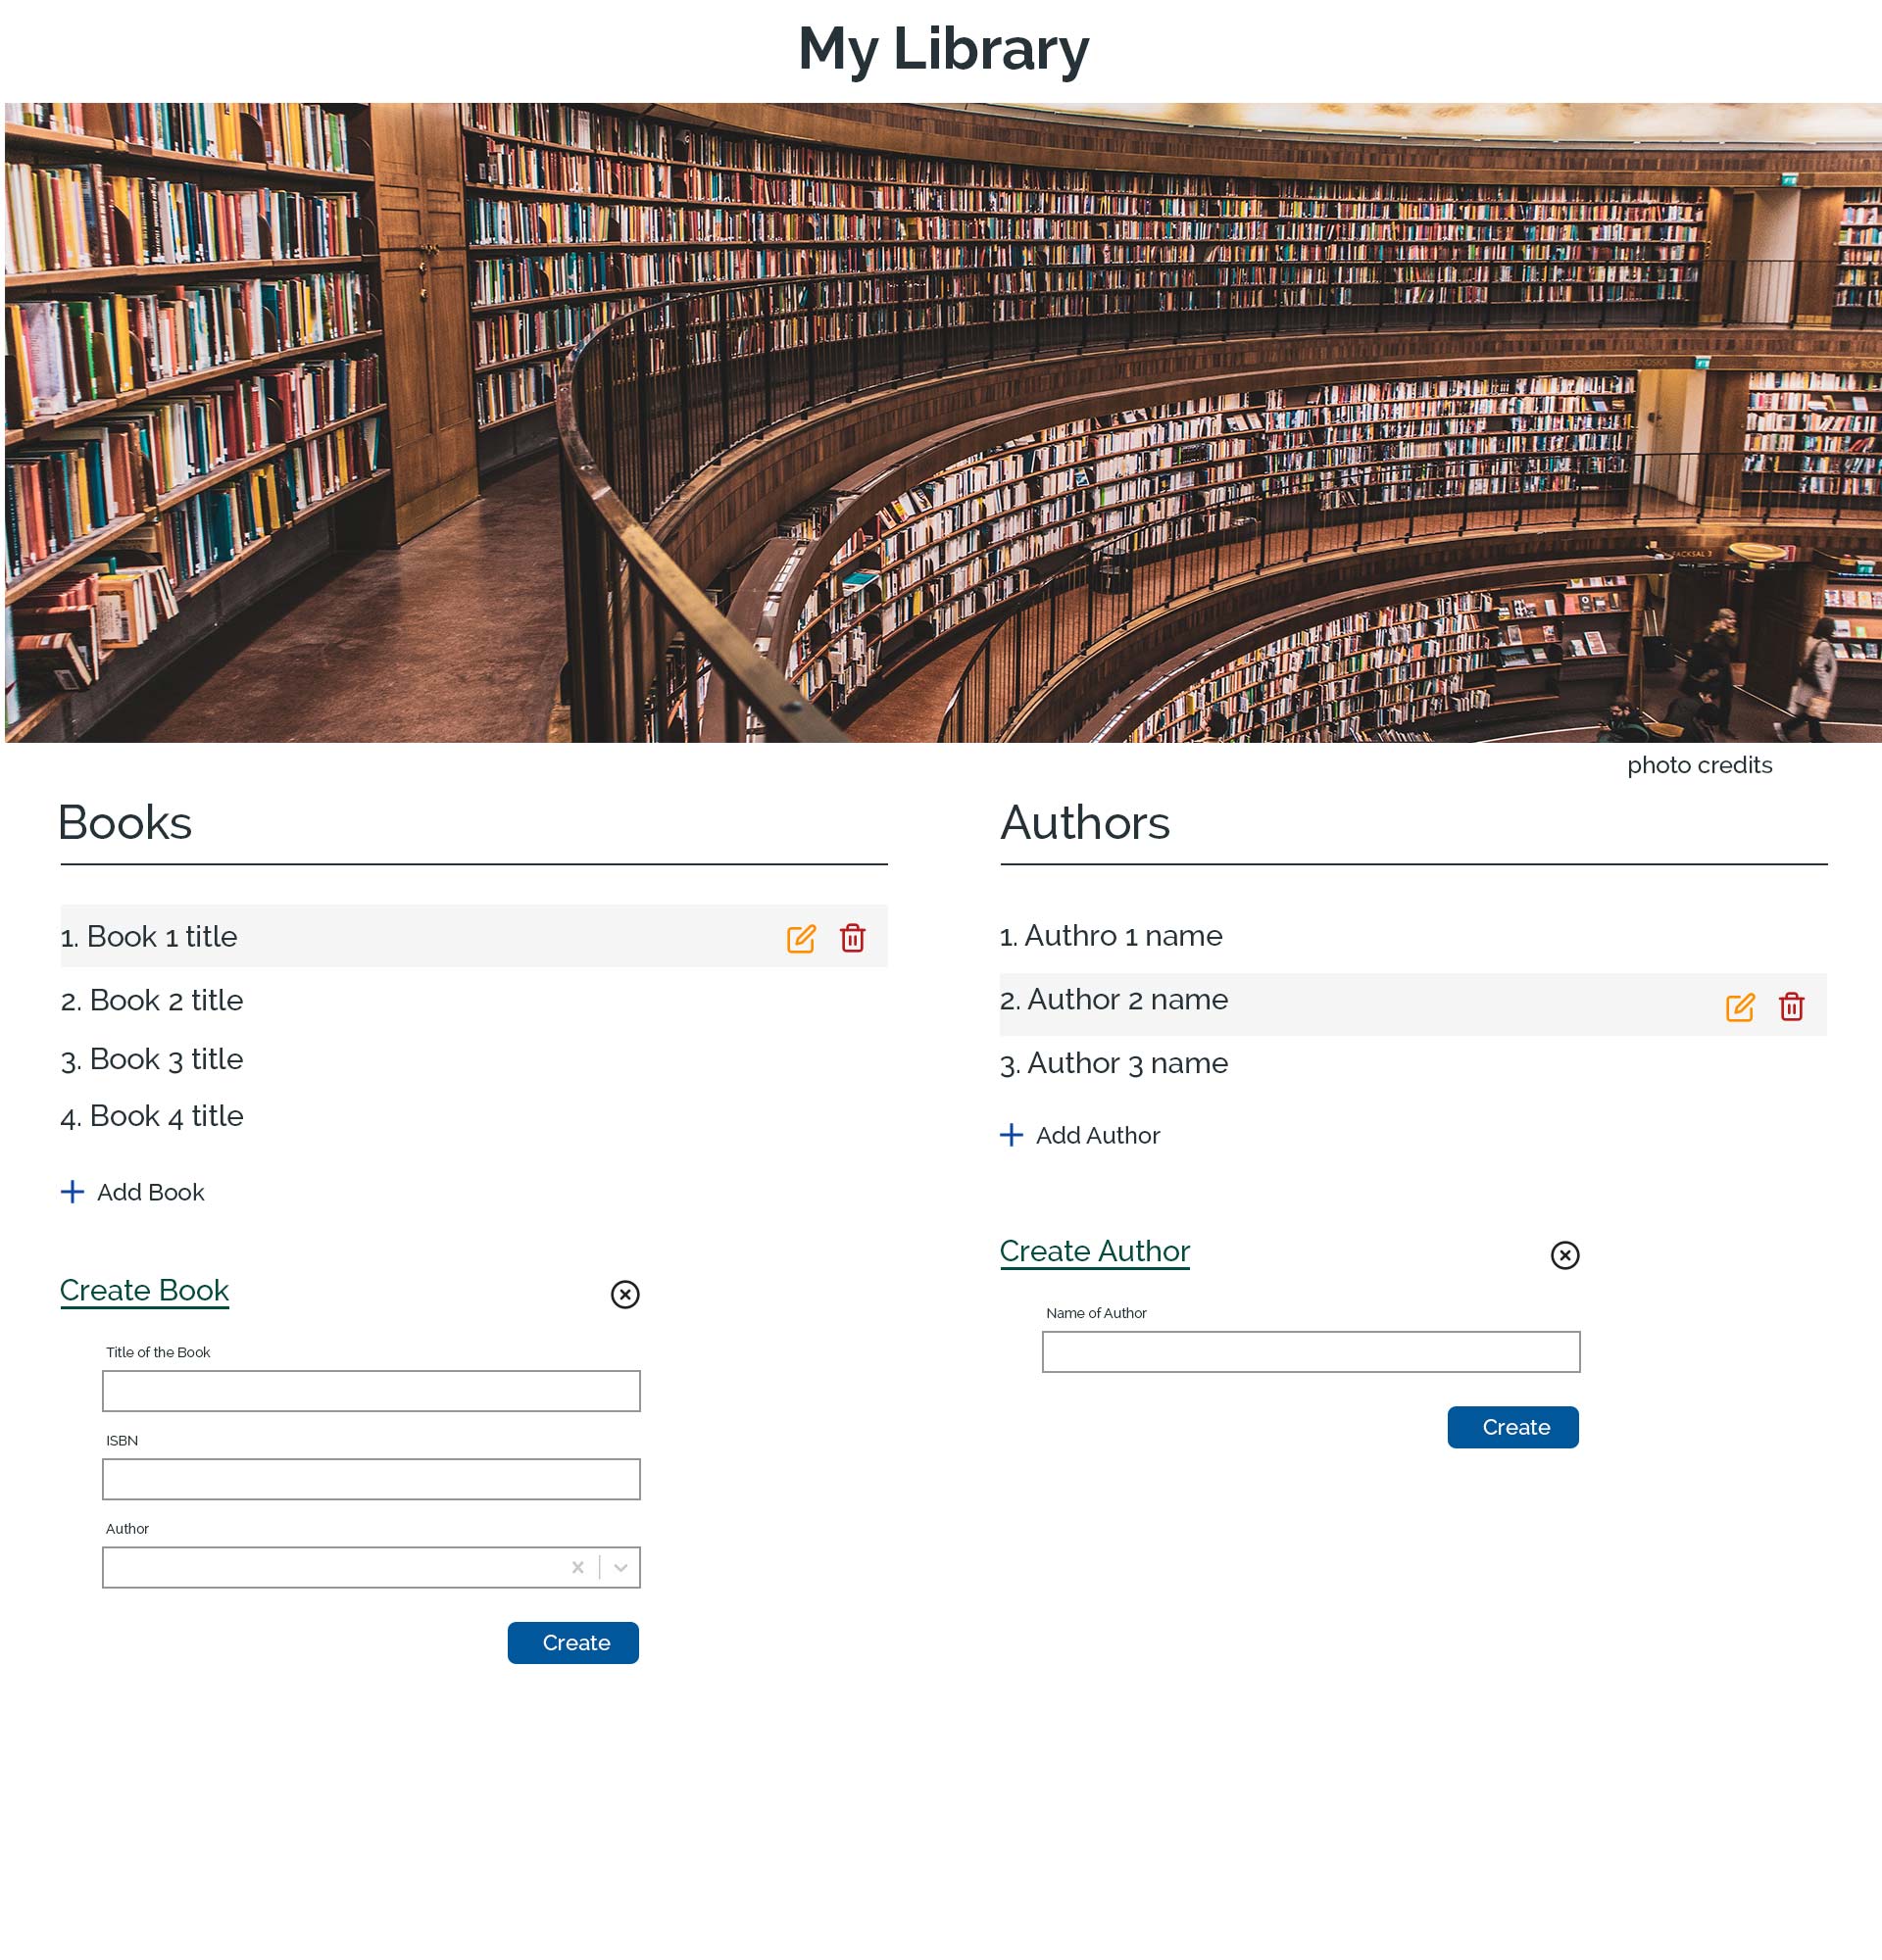 My Library
FACKSAL 3
photo credits
Books
1. Book 1 title
2. Book 2 title
3. Book 3 title
4. Book 4 title
Add Book
Create Book
Title of the Book
ISBN
Author
Create
Authors
1. Authro 1 name
2. Author 2 name
3. Author 3 name
Add Author
Create Author
Name of Author
Create